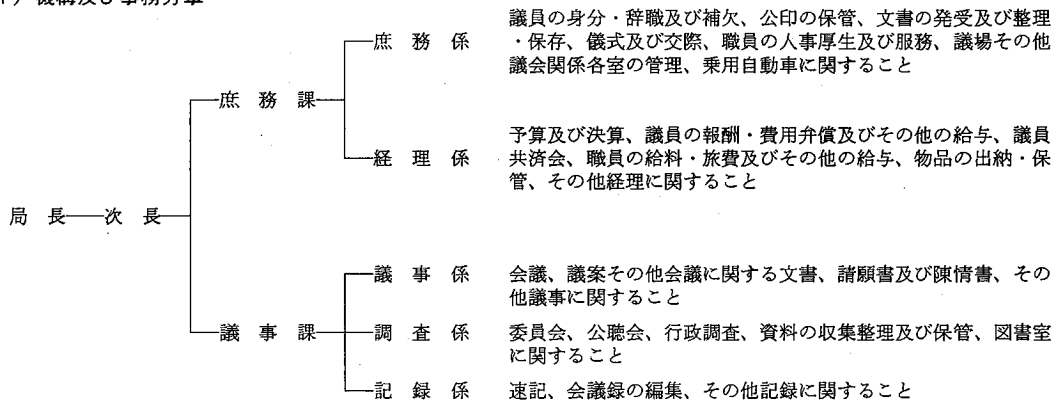 機構及び事務分掌
庶務係
議員の身分・辞職及び補欠、公印の保管、文書の発受及び整理
・保存、儀式及び交際、職員の人事厚生及び服務、議場その他
議会関係各室の管理、乗用自動車に関すること
庶務課
経理係
予算及び決算、議員の報酬・費用弁償及びその他の給与、議員
共済会、職員の給料・旅費及びその他の給与、物品の出納・保
管、その他経理に関すること
局長
次長
議事係
会議、議案その他会議に関する文書、請願書及び陳情書、その
他議事に関すること
議事課
調査係
委員会、公聴会、行政調査、資料の収集整理及び保管、図書室
に関すること
記録係
速記、会議録の編集、その他記録に関すること